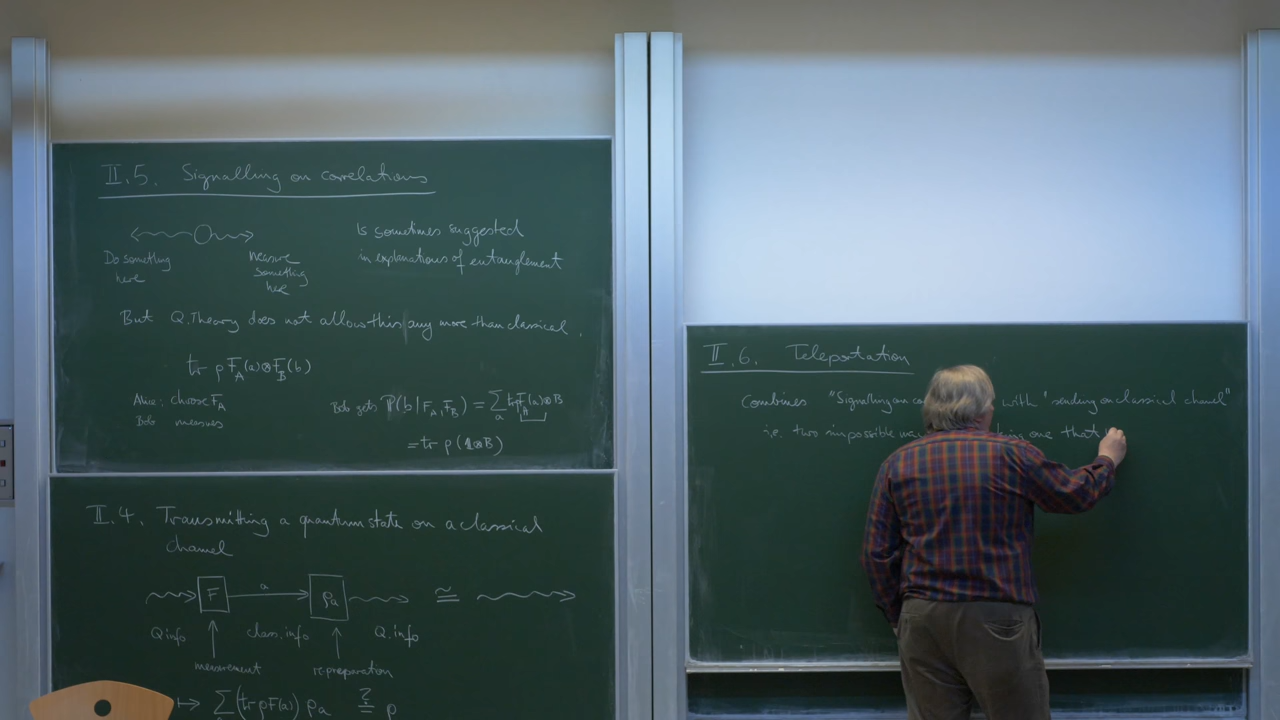 II.5. Signalling on correlations
Do something
here
Measure
something
here
is sometimes suggested
in explanations of entanglement
But Q.Theory does not allow this any more than classical.
tr ρ F_A(a)⊗F_B(b)
Alice: choose F_A
Bob measures
Bob gets ℙ(b|F_A,F_B) = Σ_a tr ρ F_A(a)⊗B
= tr ρ(𝟙⊗B)
II.4. Transmitting a quantum state on a classical
channel
F
a
ρ_a
≅
Q info
class. info
Q. info
measurement
re-preparation
↦ Σ (tr ρ F(a)) ρ_a ?= ρ
II.6. Teleportation
Combines "Signalling on with "sending on classical channel"
i.e. two impossible one that